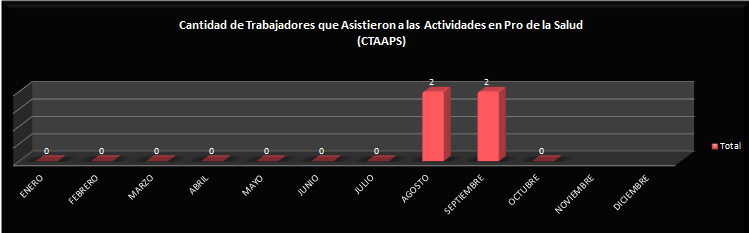 Cantidad de Trabajadores que Asistieron a las Actividades en Pro de la Salud
(CTAAPS)
2 2
0 0 0 0 0 0 0 0
Total
ENERO FEBRERO MARZO ABRIL MAYO JUNIO JULIO AGOSTO SEPTIEMBRE OCTUBRE NOVIEMBRE DICIEMBRE